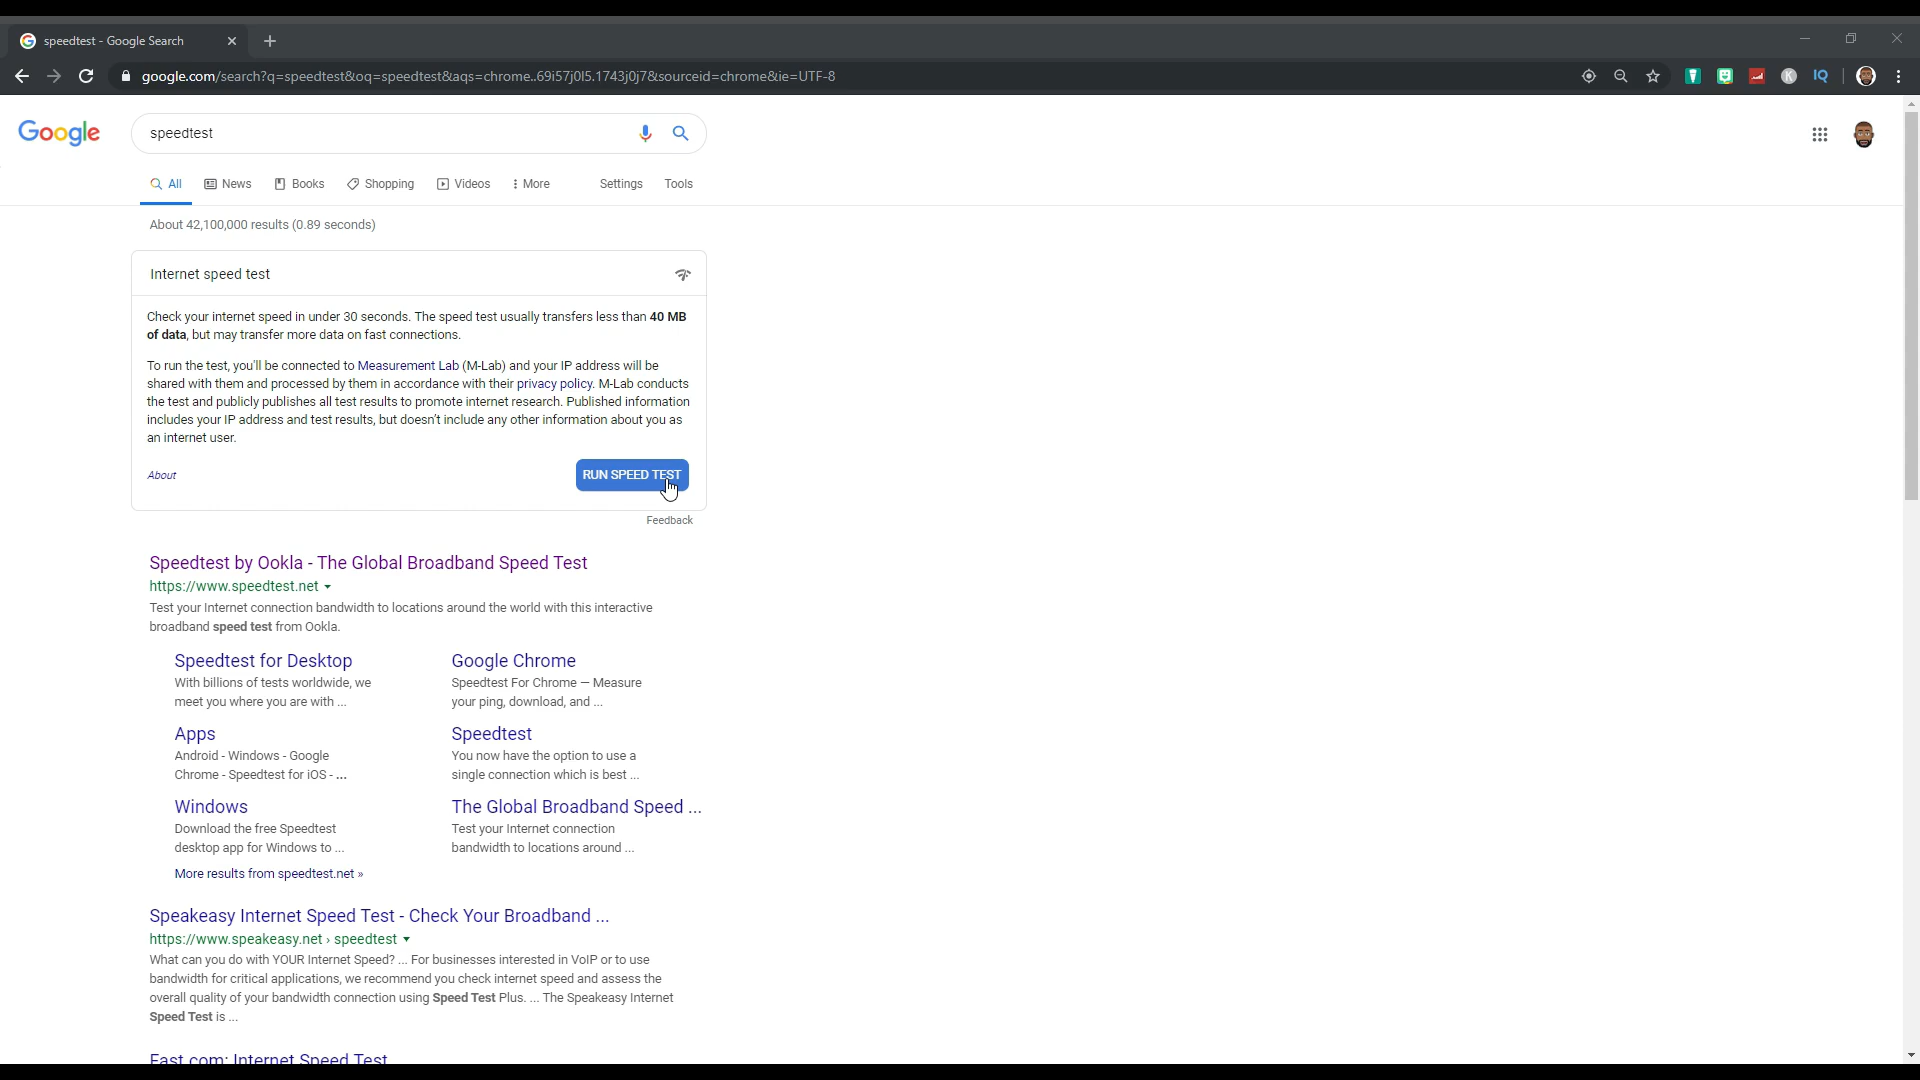 speedtest - Google Search
google.com/search?q=speedtest&oq=speedtest&aqs=chrome..69i57j0l5.1743j0j7&sourceid=chrome&ie=UTF-8
K
IQ
Google
speedtest
All News Books Shopping Videos More Settings Tools
About 42,100,000 results (0.89 seconds)
Internet speed test
Check your internet speed in under 30 seconds. The speed test usually transfers less than 40 MB
of data, but may transfer more data on fast connections.
To run the test, you'll be connected to Measurement Lab (M-Lab) and your IP address will be
shared with them and processed by them in accordance with their privacy policy. M-Lab conducts
the test and publicly publishes all test results to promote internet research. Published information
includes your IP address and test results, but doesn't include any other information about you as
an internet user.
About
RUN SPEED TEST
Feedback
Speedtest by Ookla - The Global Broadband Speed Test
https://www.speedtest.net
Test your Internet connection bandwidth to locations around the world with this interactive
broadband speed test from Ookla.
Speedtest for Desktop
With billions of tests worldwide, we
meet you where you are with ...
Google Chrome
Speedtest For Chrome — Measure
your ping, download, and ...
Apps
Android - Windows - Google
Chrome - Speedtest for iOS - ...
Speedtest
You now have the option to use a
single connection which is best ...
Windows
Download the free Speedtest
desktop app for Windows to ...
The Global Broadband Speed ...
Test your Internet connection
bandwidth to locations around ...
More results from speedtest.net »
Speakeasy Internet Speed Test - Check Your Broadband ...
https://www.speakeasy.net › speedtest
What can you do with YOUR Internet Speed? ... For businesses interested in VoIP or to use
bandwidth for critical applications, we recommend you check internet speed and assess the
overall quality of your bandwidth connection using Speed Test Plus. ... The Speakeasy Internet
Speed Test is ...
Fast.com: Internet Speed Test